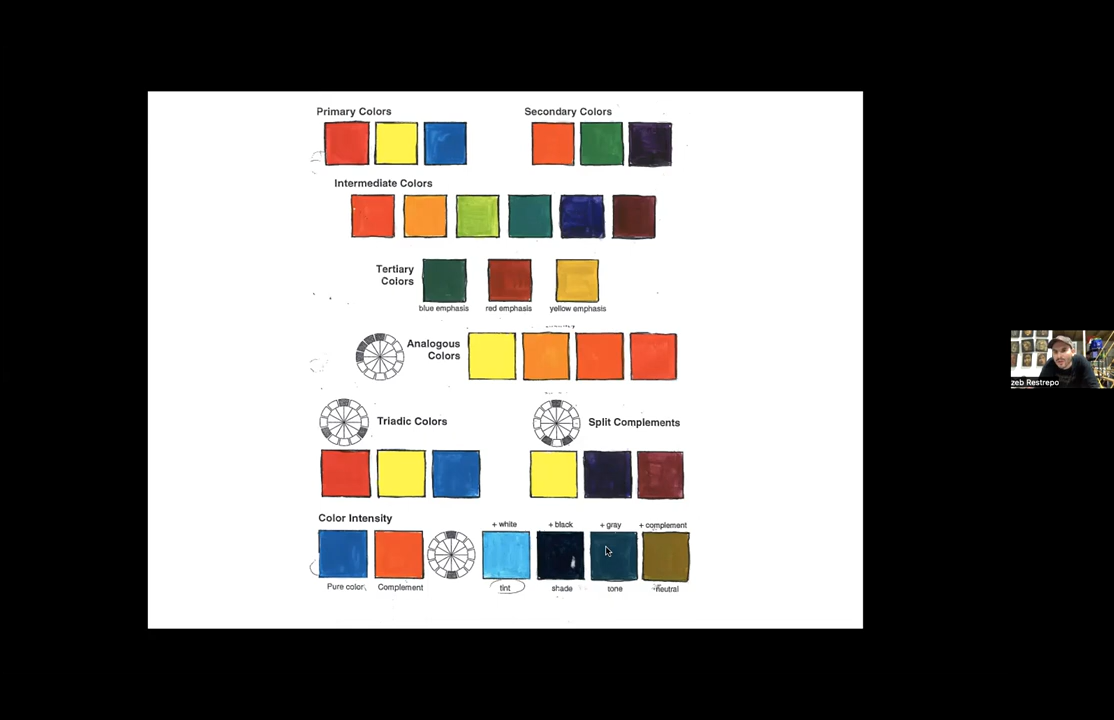 Primary Colors
Secondary Colors
Intermediate Colors
Tertiary
Colors
blue emphasis
red emphasis
yellow emphasis
Analogous
Colors
Triadic Colors
Split Complements
Color Intensity
+ white
+ black
+ gray
+ complement
Pure color
Complement
tint
shade
tone
neutral
zeb Restrepo